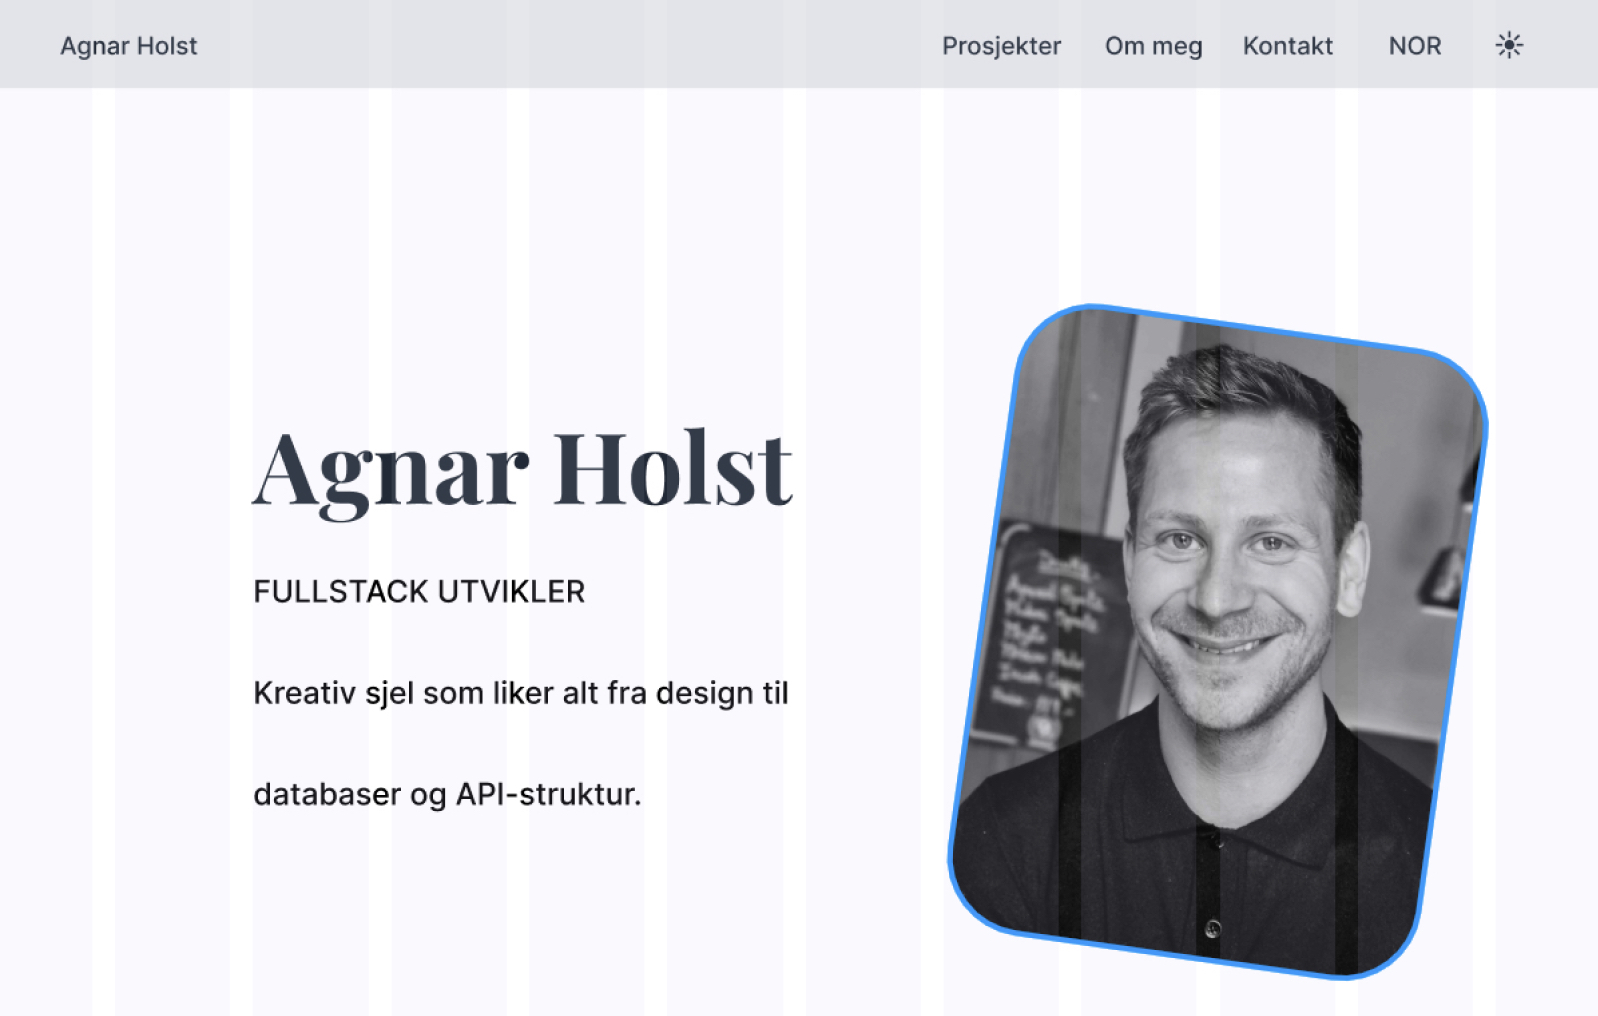 Agnar Holst
Prosjekter
Om meg
Kontakt
NOR
Agnar Holst
FULLSTACK UTVIKLER
Kreativ sjel som liker alt fra design til
databaser og API-struktur.